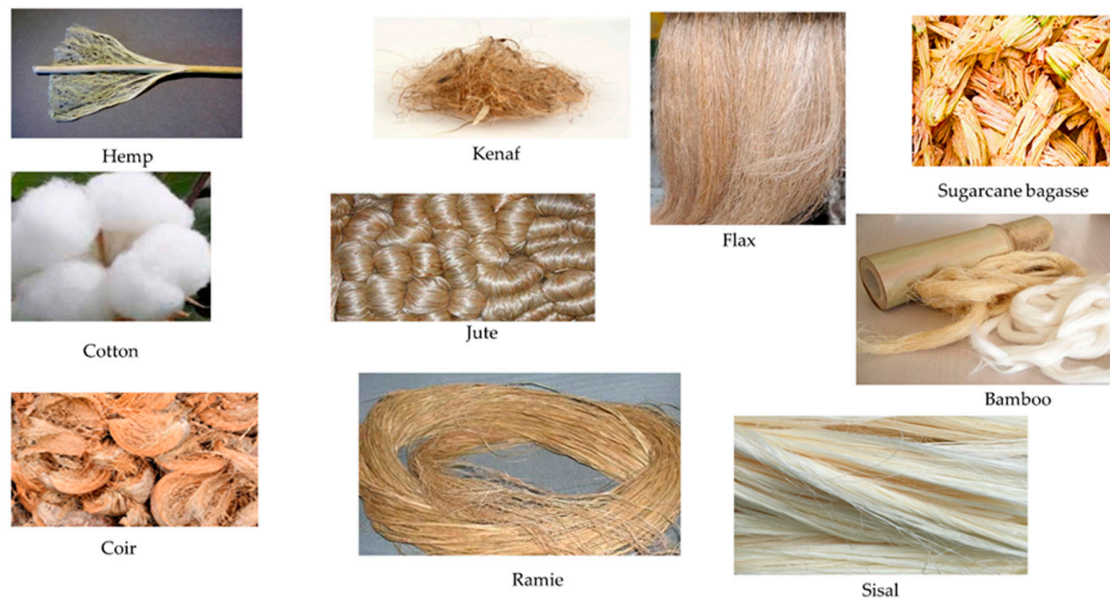 Hemp
Kenaf
Flax
Sugarcane bagasse
Cotton
Jute
Bamboo
Coir
Ramie
Sisal